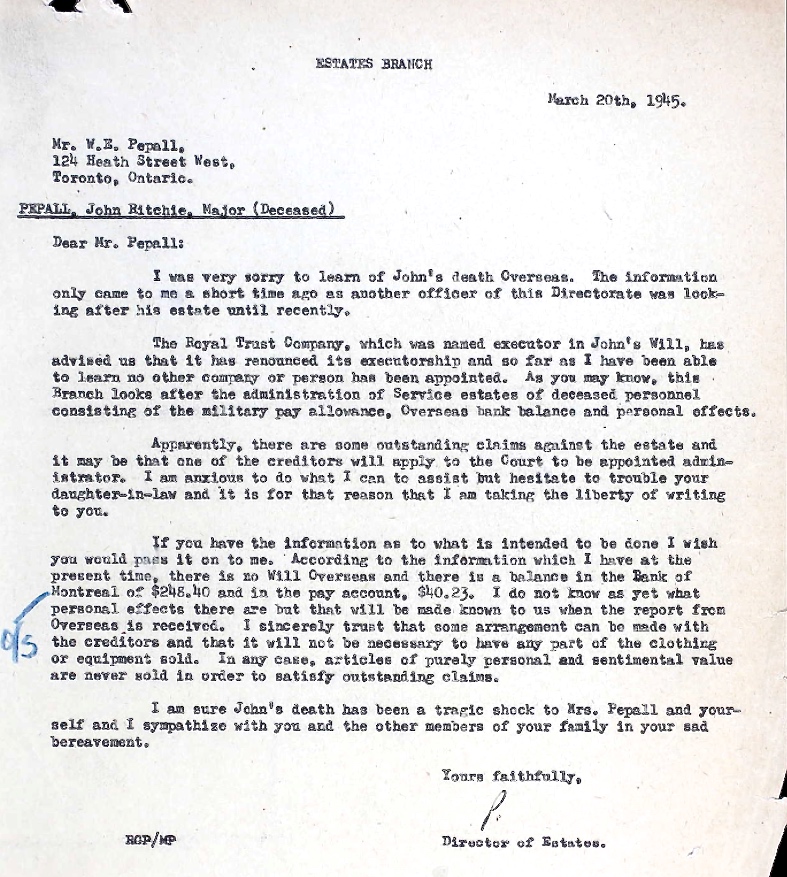 ESTATES BRANCH
March 20th, 1945.
Mr. W.E. Pepall,
124 Heath Street West,
Toronto, Ontario.
PEPALL, John Ritchie, Major (Deceased)
Dear Mr. Pepall:
I was very sorry to learn of John's death Overseas. The information
only came to me a short time ago as another officer of this Directorate was look-
ing after his estate until recently.
The Royal Trust Company, which was named executor in John's Will, has
advised us that it has renounced its executorship and so far as I have been able
to learn no other company or person has been appointed. As you may know, this
Branch looks after the administration of Service estates of deceased personnel
consisting of the military pay allowance, Overseas bank balance and personal effects.
Apparently, there are some outstanding claims against the estate and
it may be that one of the creditors will apply to the Court to be appointed admin-
istrator. I am anxious to do what I can to assist but hesitate to trouble your
daughter-in-law and it is for that reason that I am taking the liberty of writing
to you.
If you have the information as to what is intended to be done I wish
you would pass it on to me. According to the information which I have at the
present time, there is no Will Overseas and there is a balance in the Bank of
Montreal of $248.40 and in the pay account, $40.23. I do not know as yet what
personal effects there are but that will be made known to us when the report from
Overseas is received. I sincerely trust that some arrangement can be made with
the creditors and that it will not be necessary to have any part of the clothing
or equipment sold. In any case, articles of purely personal and sentimental value
are never sold in order to satisfy outstanding claims.
O/S
I am sure John's death has been a tragic shock to Mrs. Pepall and your-
self and I sympathize with you and the other members of your family in your sad
bereavement.
Yours faithfully,
P.
RGP/MP
Director of Estates.